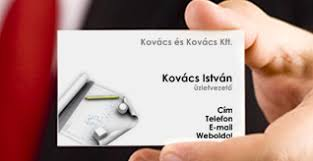 Kovács és Kovács Kft.
Kovács István
üzletvezető
Cím
Telefon
E-mail
Weboldal